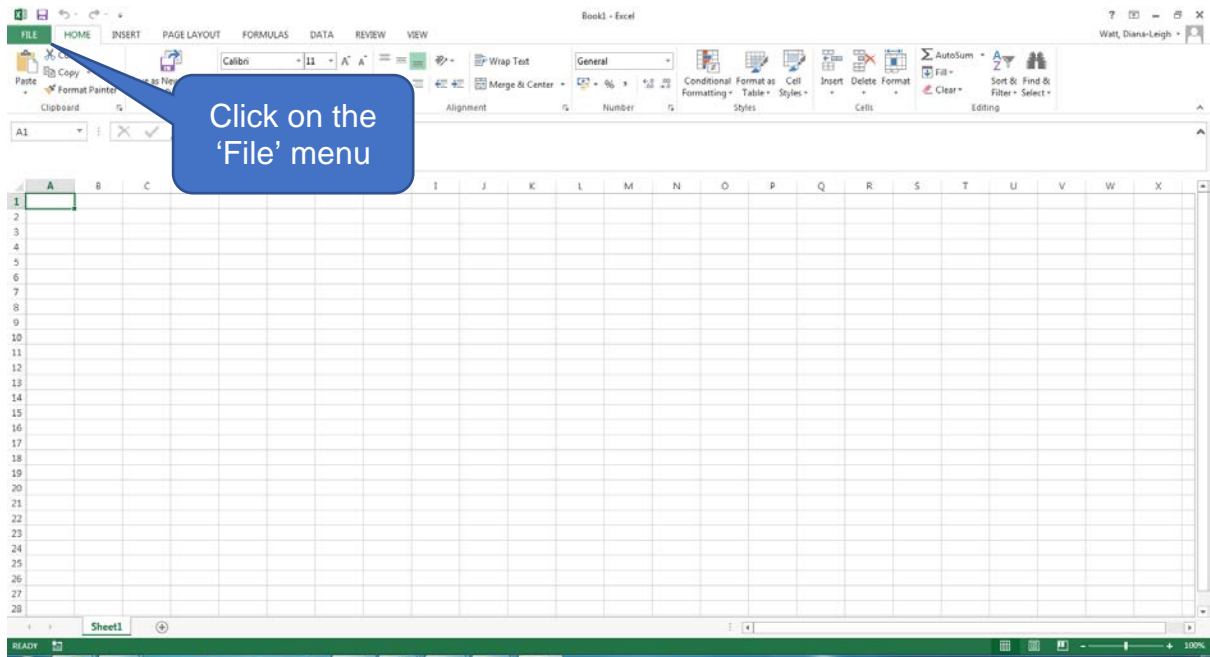 Book1 - Excel
FILE HOME INSERT PAGE LAYOUT FORMULAS DATA REVIEW VIEW
Watt, Diana-Leigh
Calibri 11
Wrap Text
General
AutoSum
Copy
Fill
Paste
Format Painter
Merge & Center
%
Conditional Formatting
Format as Table
Cell Styles
Insert Delete Format
Clear
Sort & Filter
Find & Select
Clipboard
Alignment
Number
Styles
Cells
Editing
Click on the
‘File’ menu
A1
A B C I J K L M N O P Q R S T U V W X
1
2
3
4
5
6
7
8
9
10
11
12
13
14
15
16
17
18
19
20
21
22
23
24
25
26
27
28
Sheet1
READY
100%